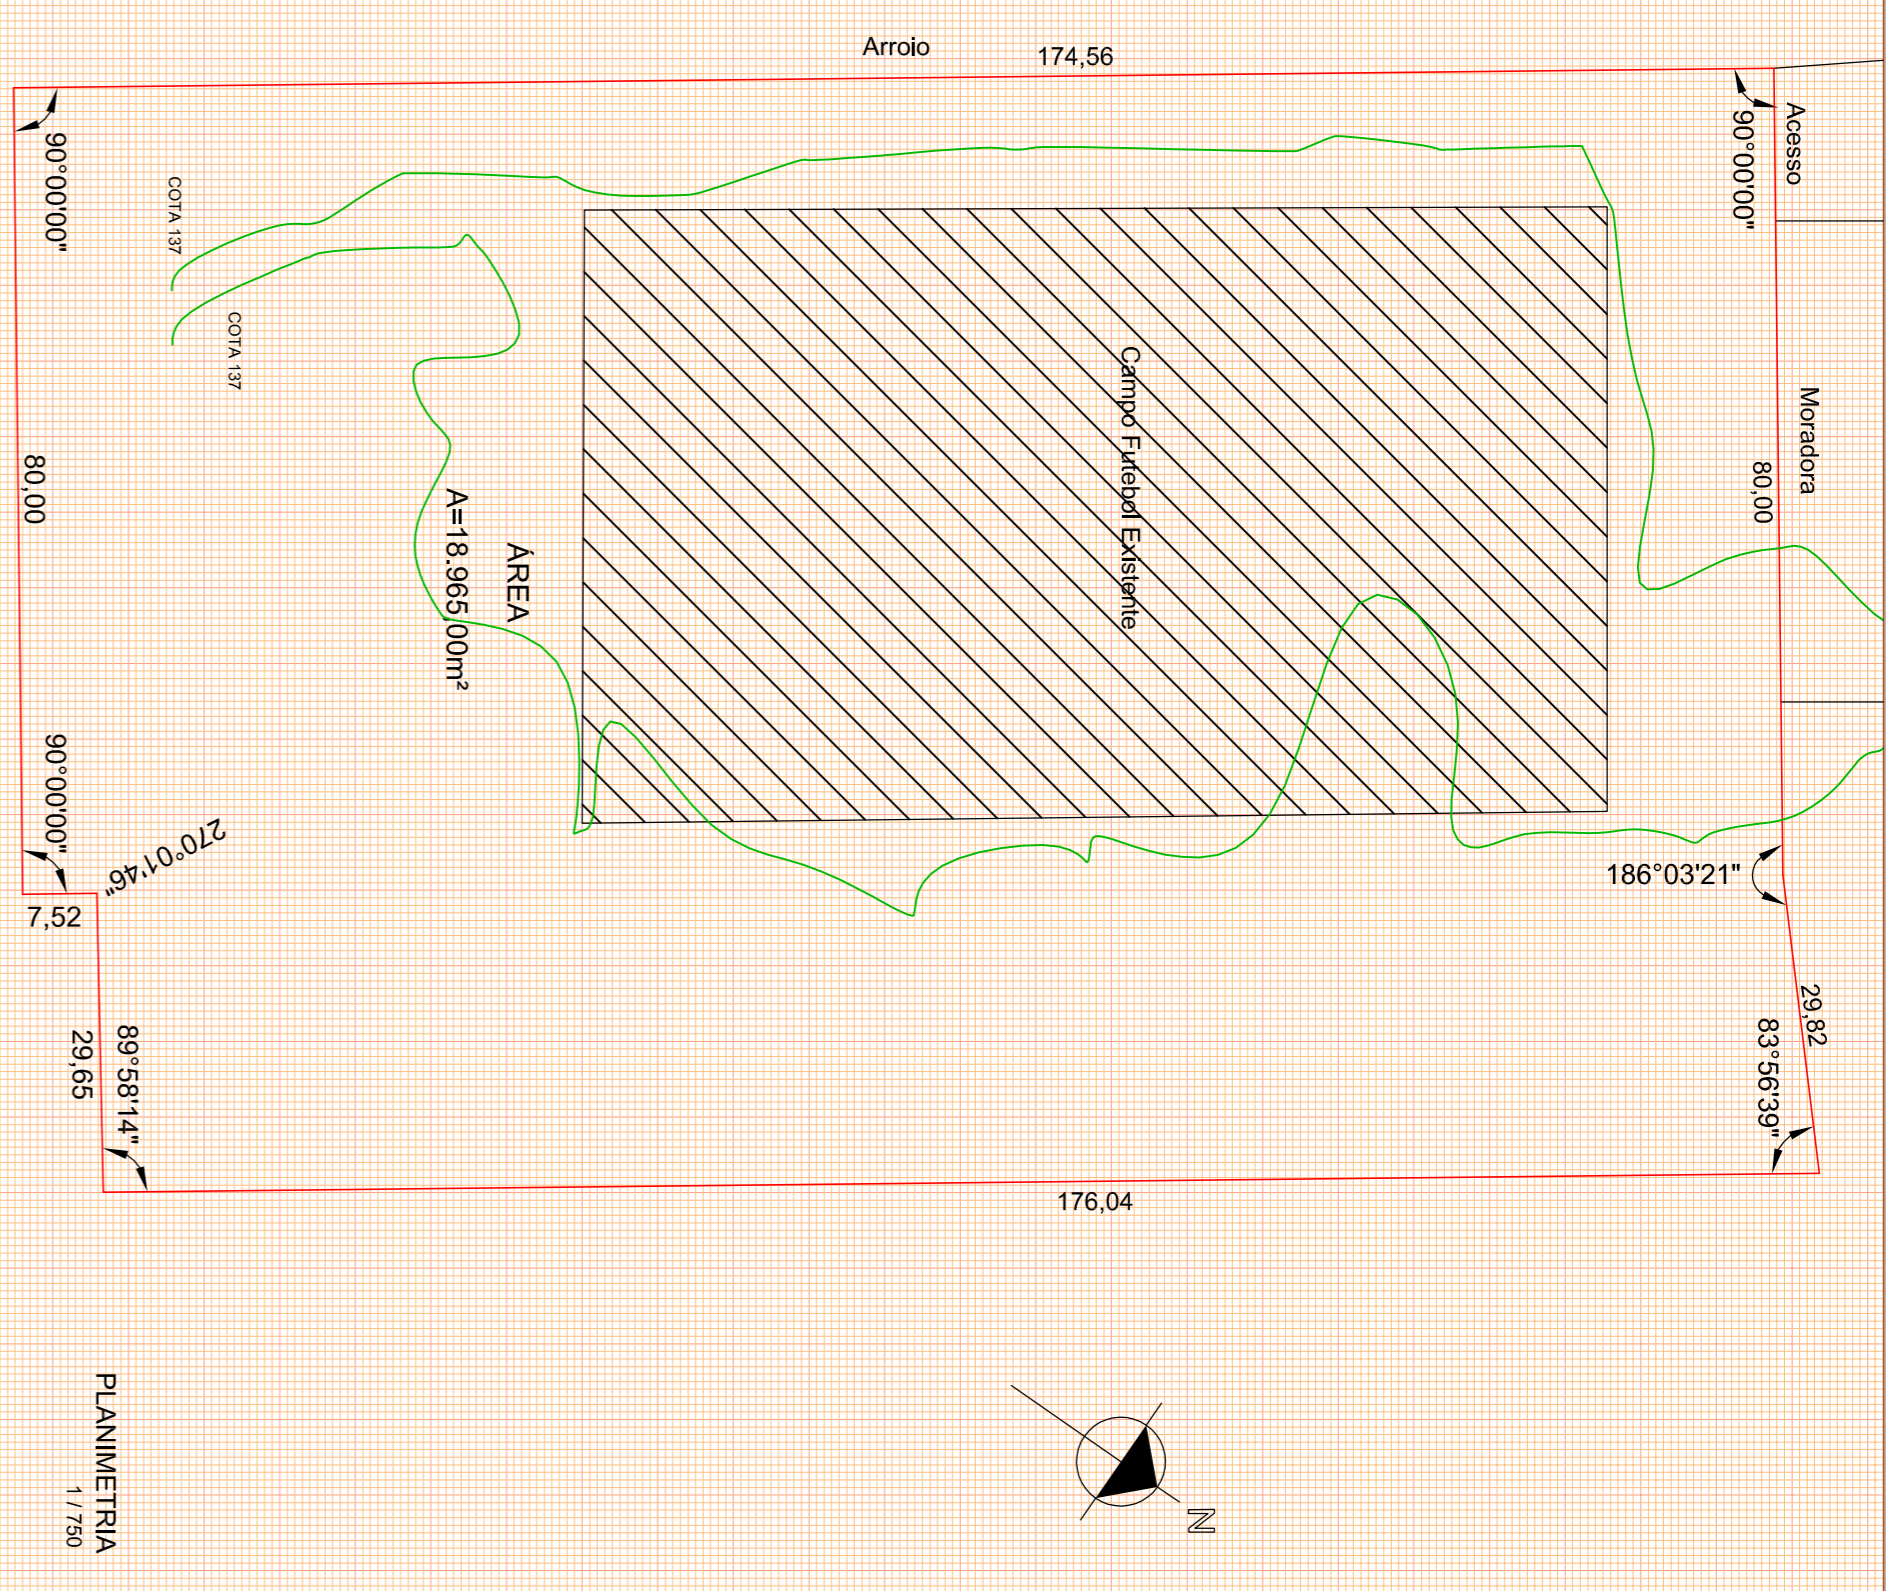 Arroio
174,56
90°00'00"
90°00'00"
Acesso
COTA 137
COTA 137
Campo Futebol Existente
Moradora
80,00
80,00
ÁREA
A=18.965,00m²
90°00'00"
270°01'46"
7,52
186°03'21"
29,82
83°56'39"
89°58'14"
29,65
176,04
N
PLANIMETRIA
1 / 750